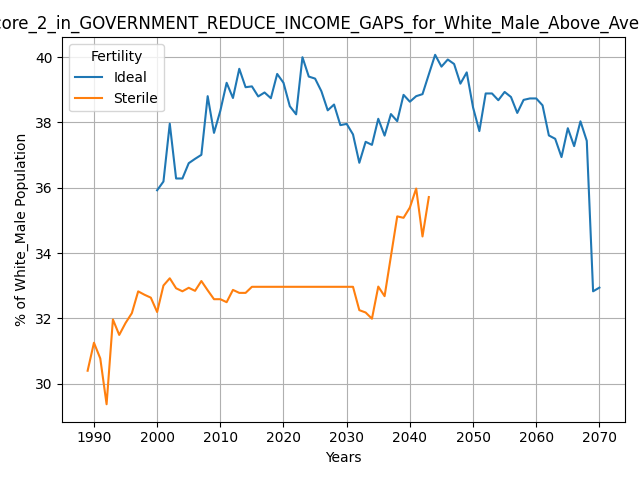 core_2_in_GOVERNMENT_REDUCE_INCOME_GAPS_for_White_Male_Above_Ave
Fertility
Ideal
Sterile
% of White_Male Population
40
38
36
34
32
30
1990 2000 2010 2020 2030 2040 2050 2060 2070
Years